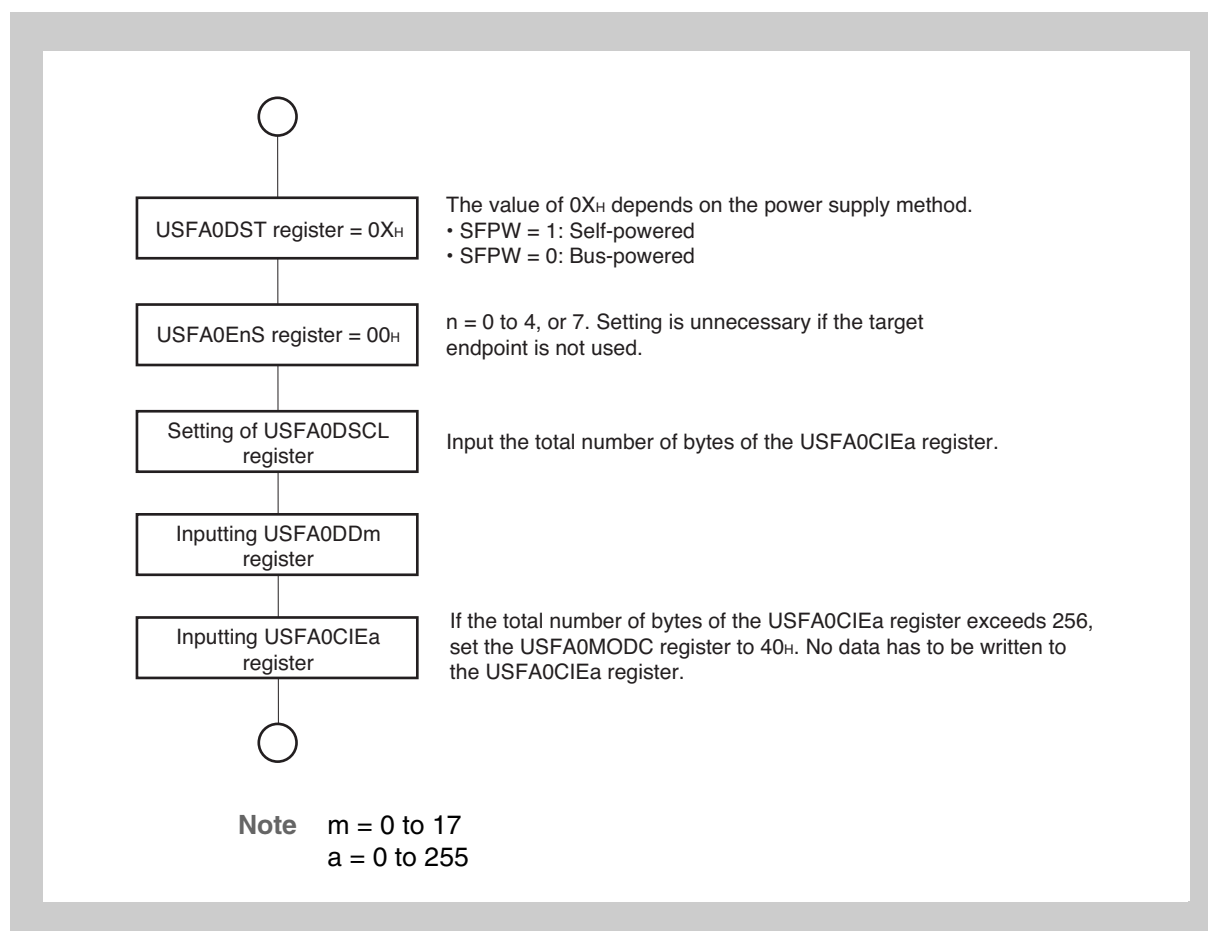 USFA0DST register = 0XH
The value of 0XH depends on the power supply method.
• SFPW = 1: Self-powered
• SFPW = 0: Bus-powered
USFA0EnS register = 00H
n = 0 to 4, or 7. Setting is unnecessary if the target
endpoint is not used.
Setting of USFA0DSCL
register
Input the total number of bytes of the USFA0CIEa register.
Inputting USFA0DDm
register
Inputting USFA0CIEa
register
If the total number of bytes of the USFA0CIEa register exceeds 256,
set the USFA0MODC register to 40H. No data has to be written to
the USFA0CIEa register.
Note m = 0 to 17
a = 0 to 255